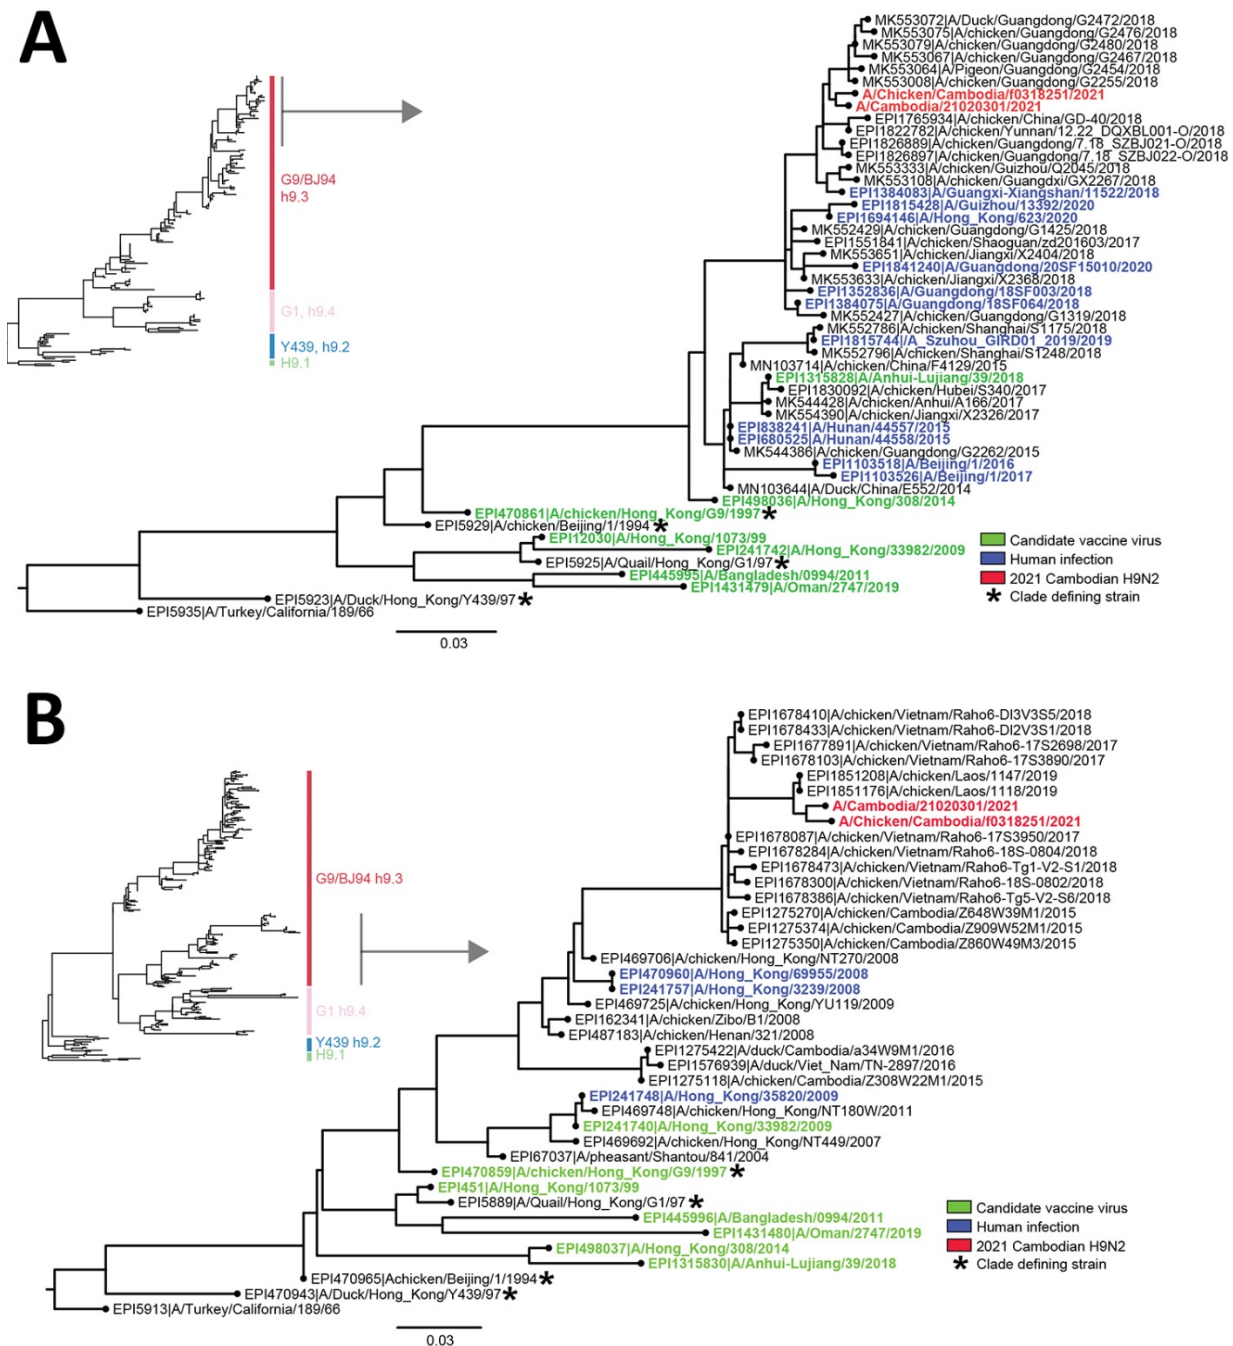 A
MK553072|A/Duck/Guangdong/G2472/2018
MK553075|A/chicken/Guangdong/G2476/2018
MK553079|A/chicken/Guangdong/G2480/2018
MK553067|A/chicken/Guangdong/G2467/2018
MK553064|A/Pigeon/Guangdong/G2454/2018
MK553008|A/chicken/Guangdong/G2255/2018
A/Chicken/Cambodia/f0318251/2021
A/Cambodia/21020301/2021
EPI1765934|A/chicken/China/GD-40/2018
EPI1822782|A/chicken/Yunnan/12.22_DQXBL001-O/2018
EPI1826889|A/chicken/Guangdong/7.18_SZBJ021-O/2018
EPI1826897|A/chicken/Guangdong/7.18_SZBJ022-O/2018
MK553333|A/chicken/Guizhou/Q2045/2018
MK553108|A/chicken/Guangdxi/GX2267/2018
EPI1384083|A/Guangxi-Xiangshan/11522/2018
EPI1815428|A/Guizhou/13392/2020
EPI1694146|A/Hong_Kong/623/2020
MK552429|A/chicken/Guangdong/G1425/2018
EPI1551841|A/chicken/Shaoguan/zd201603/2017
MK553651|A/chicken/Jiangxi/X2404/2018
EPI1841240|A/Guangdong/20SF15010/2020
MK553633|A/chicken/Jiangxi/X2368/2018
EPI1352836|A/Guangdong/18SF003/2018
EPI1384075|A/Guangdong/18SF064/2018
MK552427|A/chicken/Guangdong/G1319/2018
MK552786|A/chicken/Shanghai/S1175/2018
EPI1815744|/A_Szuhou_GIRD01_2019/2019
MK552796|A/chicken/Shanghai/S1248/2018
MN103714|A/chicken/China/F4129/2015
EPI1315828|A/Anhui-Lujiang/39/2018
EPI1830092|A/chicken/Hubei/S340/2017
MK544428|A/chicken/Anhui/A166/2017
MK554390|A/chicken/Jiangxi/X2326/2017
EPI838241|A/Hunan/44557/2015
EPI680525|A/Hunan/44558/2015
MK544386|A/chicken/Guangdong/G2262/2015
EPI1103518|A/Beijing/1/2016
EPI1103526|A/Beijing/1/2017
MN103644|A/Duck/China/E552/2014
EPI498036|A/Hong_Kong/308/2014
EPI470861|A/chicken/Hong_Kong/G9/1997 *
EPI5929|A/chicken/Beijing/1/1994 *
EPI12030|A/Hong_Kong/1073/99
EPI241742|A/Hong_Kong/33982/2009
EPI5925|A/Quail/Hong_Kong/G1/97 *
EPI445995|A/Bangladesh/0994/2011
EPI1431479|A/Oman/2747/2019
EPI5923|A/Duck/Hong_Kong/Y439/97 *
EPI5935|A/Turkey/California/189/66
G9/BJ94
h9.3
G1, h9.4
Y439, h9.2
H9.1
Candidate vaccine virus
Human infection
2021 Cambodian H9N2
* Clade defining strain
0.03
B
EPI1678410|A/chicken/Vietnam/Raho6-DI3V3S5/2018
EPI1678433|A/chicken/Vietnam/Raho6-DI2V3S1/2018
EPI1677891|A/chicken/Vietnam/Raho6-17S2698/2017
EPI1678103|A/chicken/Vietnam/Raho6-17S3890/2017
EPI1851208|A/chicken/Laos/1147/2019
EPI1851176|A/chicken/Laos/1118/2019
A/Cambodia/21020301/2021
A/Chicken/Cambodia/f0318251/2021
EPI1678087|A/chicken/Vietnam/Raho6-17S3950/2017
EPI1678284|A/chicken/Vietnam/Raho6-18S-0804/2018
EPI1678473|A/chicken/Vietnam/Raho6-Tg1-V2-S1/2018
EPI1678300|A/chicken/Vietnam/Raho6-18S-0802/2018
EPI1678386|A/chicken/Vietnam/Raho6-Tg5-V2-S6/2018
EPI1275270|A/chicken/Cambodia/Z648W39M1/2015
EPI1275374|A/chicken/Cambodia/Z909W52M1/2015
EPI1275350|A/chicken/Cambodia/Z860W49M3/2015
EPI469706|A/chicken/Hong_Kong/NT270/2008
EPI470960|A/Hong_Kong/69955/2008
EPI241757|A/Hong_Kong/3239/2008
EPI469725|A/chicken/Hong_Kong/YU119/2009
EPI162341|A/chicken/Zibo/B1/2008
EPI487183|A/chicken/Henan/321/2008
EPI1275422|A/duck/Cambodia/a34W9M1/2016
EPI1576939|A/duck/Viet_Nam/TN-2897/2016
EPI1275118|A/chicken/Cambodia/Z308W22M1/2015
EPI241748|A/Hong_Kong/35820/2009
EPI469748|A/chicken/Hong_Kong/NT180W/2011
EPI241740|A/Hong_Kong/33982/2009
EPI469692|A/chicken/Hong_Kong/NT449/2007
EPI67037|A/pheasant/Shantou/841/2004
EPI470859|A/chicken/Hong_Kong/G9/1997 *
EPI451|A/Hong_Kong/1073/99
EPI5889|A/Quail/Hong_Kong/G1/97 *
EPI445996|A/Bangladesh/0994/2011
EPI1431480|A/Oman/2747/2019
EPI498037|A/Hong_Kong/308/2014
EPI1315830|A/Anhui-Lujiang/39/2018
EPI470965|Achicken/Beijing/1/1994 *
EPI470943|A/Duck/Hong_Kong/Y439/97 *
EPI5913|A/Turkey/California/189/66
G9/BJ94 h9.3
G1 h9.4
Y439 h9.2
H9.1
Candidate vaccine virus
Human infection
2021 Cambodian H9N2
* Clade defining strain
0.03